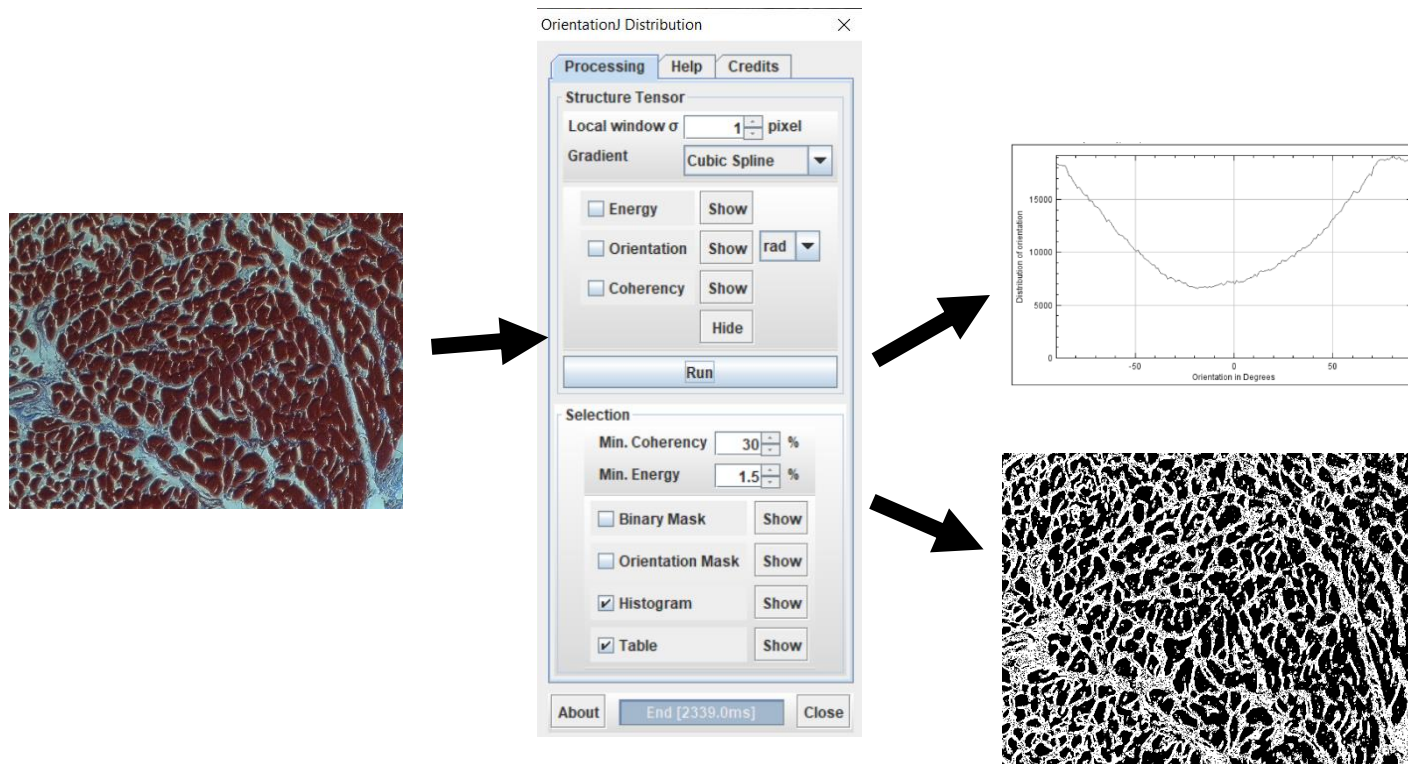 OrientationJ Distribution
Processing Help Credits
Structure Tensor
Local window σ 1 pixel
Gradient Cubic Spline
Energy Show
Orientation Show rad
Coherency Show
Hide
Run
Selection
Min. Coherency 30 %
Min. Energy 1.5 %
Binary Mask Show
Orientation Mask Show
Histogram Show
Table Show
About End [2339.0ms] Close
15000
10000
5000
0
Distribution of orientation
-50 0 50
Orientation in Degrees